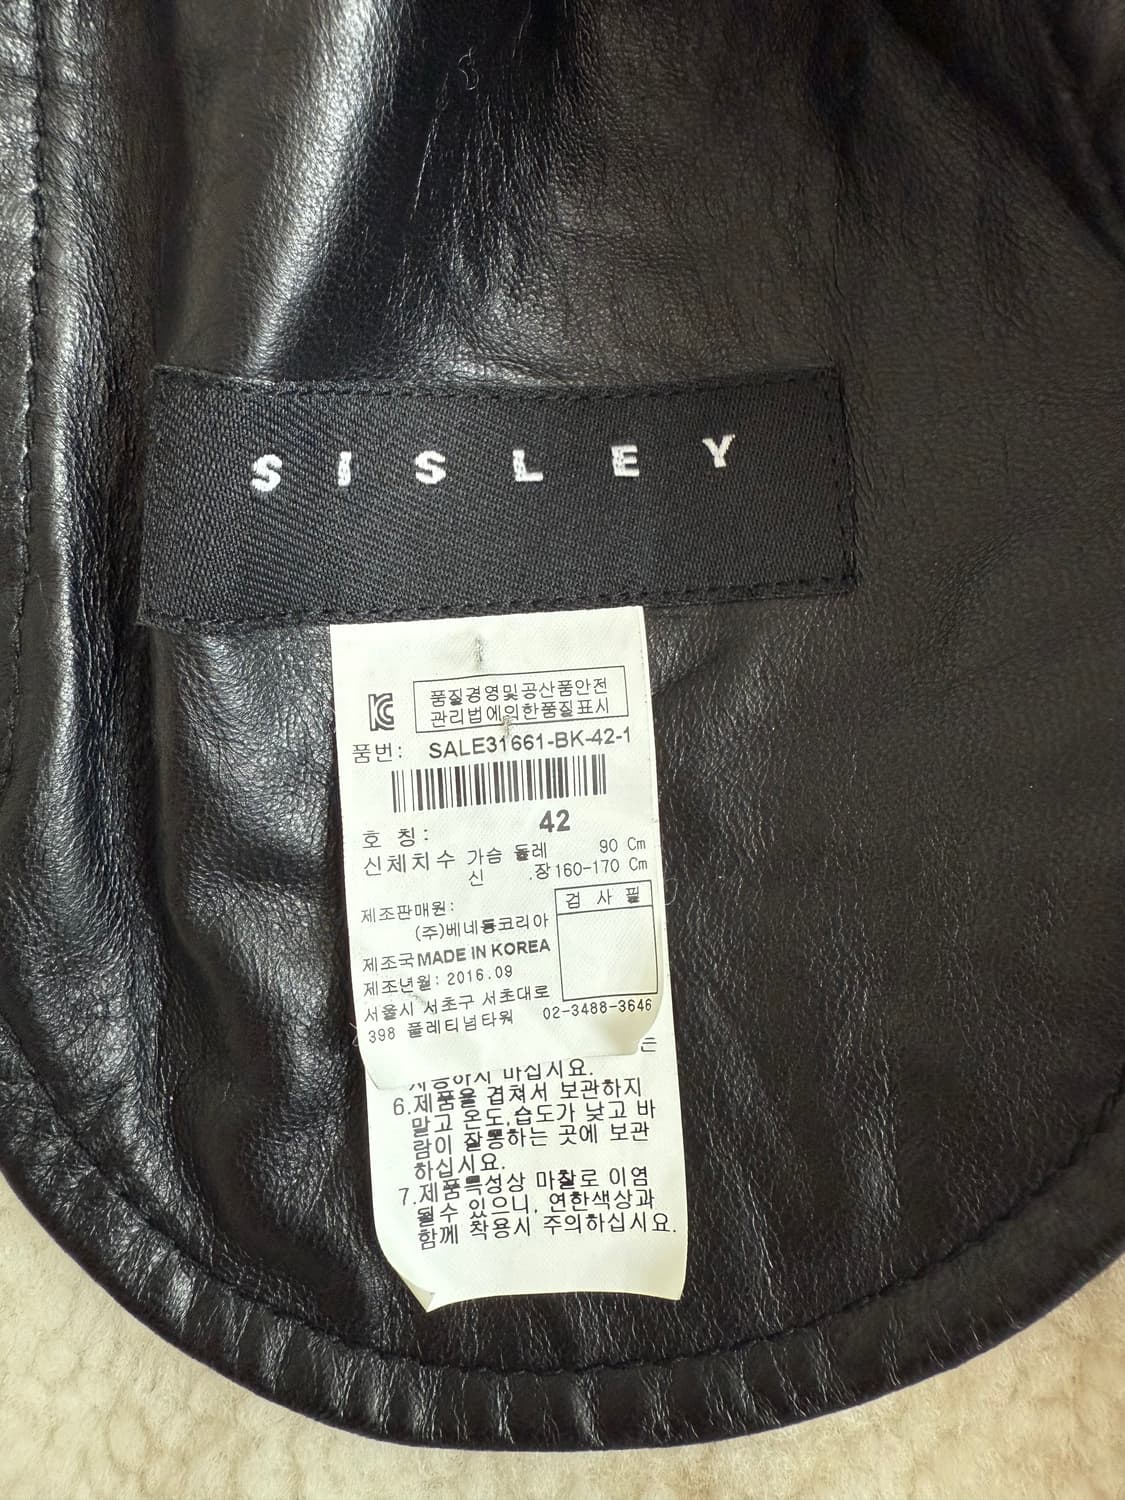 SISLEY
품질경영및공산품안전
관리법에의한품질표시
품번: SALE31661-BK-42-1
호 칭: 42
신체치수 가슴 둘레 90 Cm
신 장 160-170 Cm
검 사 필
제조판매원:
(주)베네통코리아
제조국MADE IN KOREA
제조년월: 2016.09
서울시 서초구 서초대로
398 플레티넘타워 02-3488-3646
는
사용하지 마십시요.
6.제품을 겹쳐서 보관하지
말고 온도,습도가 낮고 바
람이 잘통하는 곳에 보관
하십시요.
7.제품특성상 마찰로 이염
될수 있으니, 연한색상과
함께 착용시 주의하십시요.